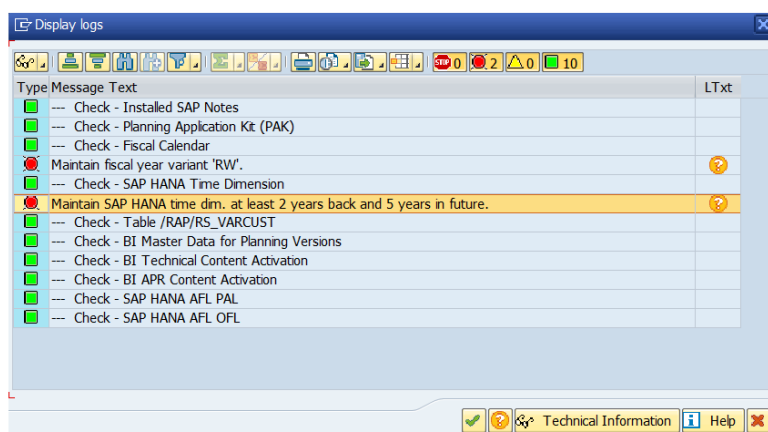 Display logs
STOP 0 2 0 10
Type Message Text LTxt
--- Check - Installed SAP Notes
--- Check - Planning Application Kit (PAK)
--- Check - Fiscal Calendar
Maintain fiscal year variant 'RW'.
--- Check - SAP HANA Time Dimension
Maintain SAP HANA time dim. at least 2 years back and 5 years in future.
--- Check - Table /RAP/RS_VARCUST
--- Check - BI Master Data for Planning Versions
--- Check - BI Technical Content Activation
--- Check - BI APR Content Activation
--- Check - SAP HANA AFL PAL
--- Check - SAP HANA AFL OFL
Technical Information Help